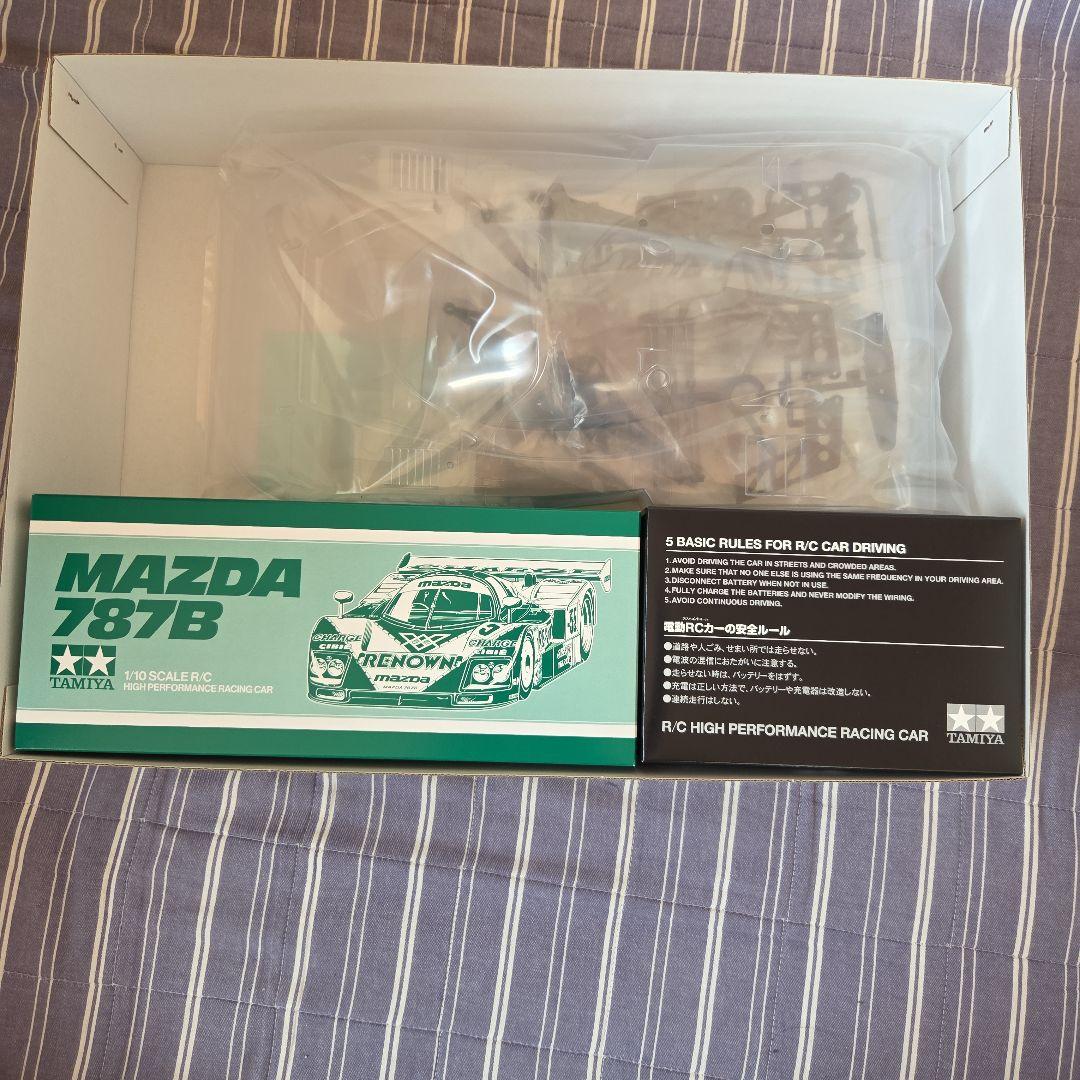 MAZDA
787B
TAMIYA
1/10 SCALE R/C
HIGH PERFORMANCE RACING CAR
mazda
CHARGE
CIBIE
RENOWN
mazda
MAZDA 787B
CHARGE
CIBIE
5 BASIC RULES FOR R/C CAR DRIVING
1.AVOID DRIVING THE CAR IN STREETS AND CROWDED AREAS.
2.MAKE SURE THAT NO ONE ELSE IS USING THE SAME FREQUENCY IN YOUR DRIVING AREA.
3.DISCONNECT BATTERY WHEN NOT IN USE.
4.FULLY CHARGE THE BATTERIES AND NEVER MODIFY THE WIRING.
5.AVOID CONTINUOUS DRIVING.
電動RCカーの安全ルール
●道路や人ごみ、せまい所では走らせない。
●電波の混信におたがいに注意する。
●走らせない時は、バッテリーをはずす。
●充電は正しい方法で、バッテリーや充電器は改造しない。
●連続走行はしない。
R/C HIGH PERFORMANCE RACING CAR
TAMIYA